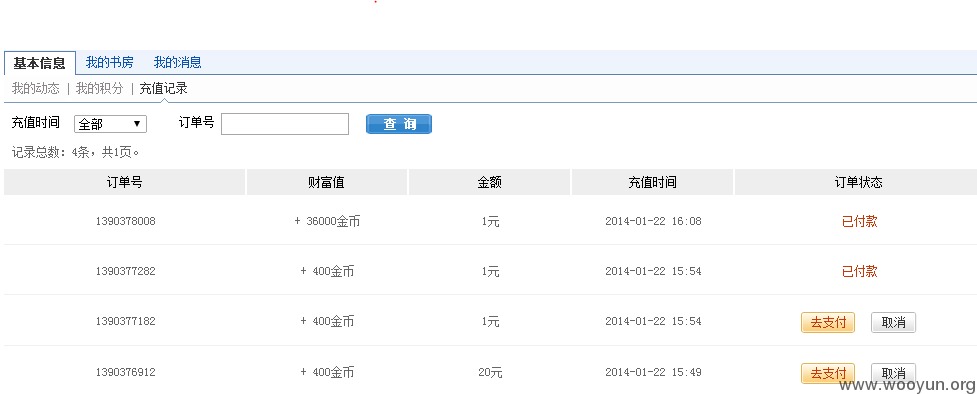 基本信息 我的书房 我的消息
我的动态 | 我的积分 | 充值记录
充值时间 全部 订单号 查 询
记录总数：4条，共1页。
订单号 财富值 金额 充值时间 订单状态
1390378008 + 36000金币 1元 2014-01-22 16:08 已付款
1390377282 + 400金币 1元 2014-01-22 15:54 已付款
1390377182 + 400金币 1元 2014-01-22 15:54 去支付 取消
1390376912 + 400金币 20元 2014-01-22 15:49 去支付 取消
www.wooyun.org